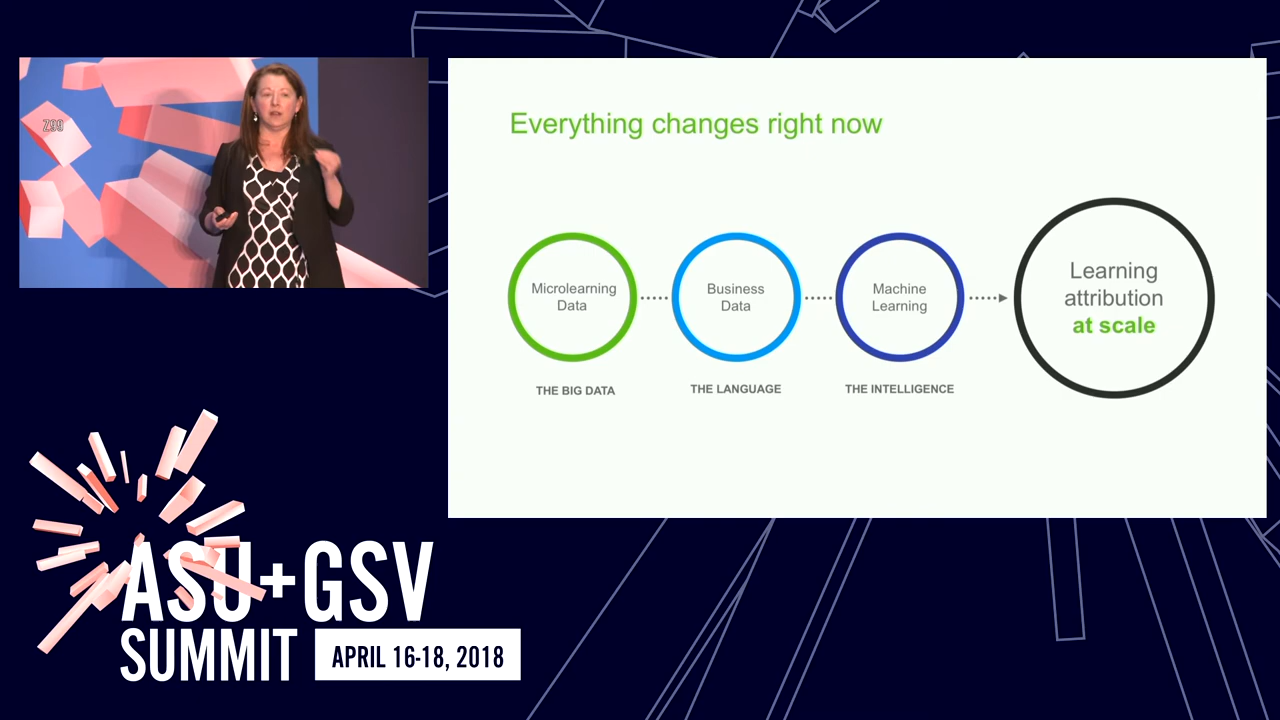 Everything changes right now
Microlearning
Data
Business
Data
Machine
Learning
Learning
attribution
at scale
THE BIG DATA
THE LANGUAGE
THE INTELLIGENCE
ASU+GSV
SUMMIT
APRIL 16-18, 2018